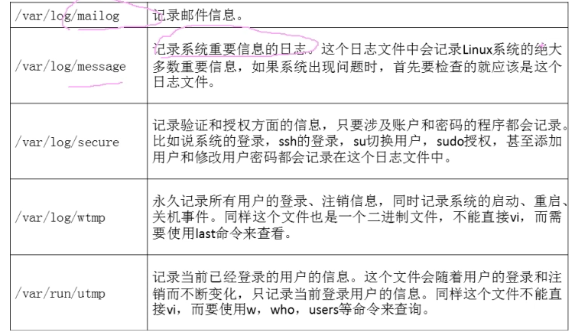 /var/log/mailog
记录邮件信息。
/var/log/message
记录系统重要信息的日志。这个日志文件中会记录Linux系统的绝大
多数重要信息，如果系统出现问题时，首先要检查的就应该是这个
日志文件。
/var/log/secure
记录验证和授权方面的信息，只要涉及账户和密码的程序都会记录。
比如说系统的登录，ssh的登录，su切换用户，sudo授权，甚至添加
用户和修改用户密码都会记录在这个日志文件中。
/var/log/wtmp
永久记录所有用户的登录、注销信息，同时记录系统的启动、重启、
关机事件。同样这个文件也是一个二进制文件，不能直接vi，而需
要使用last命令来查看。
/var/run/utmp
记录当前已经登录的用户的信息。这个文件会随着用户的登录和注
销而不断变化，只记录当前登录用户的信息。同样这个文件不能直
接vi，而要使用w，who，users等命令来查询。